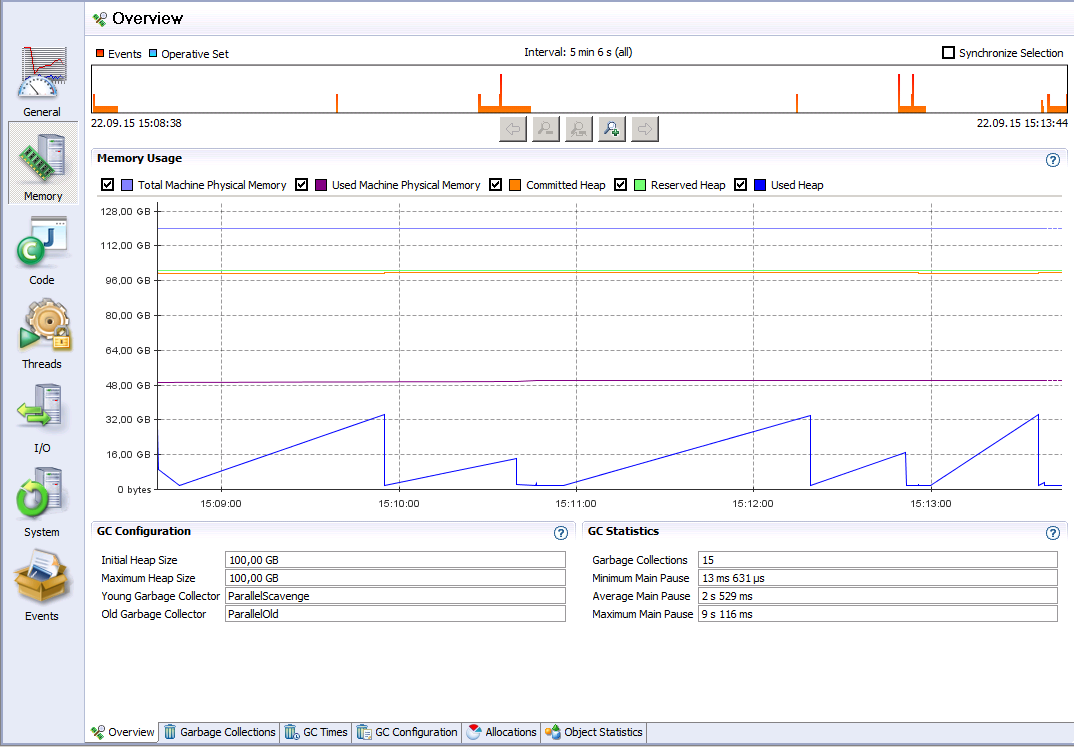 Overview
Events Operative Set
Interval: 5 min 6 s (all)
Synchronize Selection
22.09.15 15:08:38
22.09.15 15:13:44
General
Memory
Code
Threads
I/O
System
Events
Memory Usage
Total Machine Physical Memory Used Machine Physical Memory Committed Heap Reserved Heap Used Heap
128,00 GB
112,00 GB
96,00 GB
80,00 GB
64,00 GB
48,00 GB
32,00 GB
16,00 GB
0 bytes
15:09:00 15:10:00 15:11:00 15:12:00 15:13:00
GC Configuration
Initial Heap Size 100,00 GB
Maximum Heap Size 100,00 GB
Young Garbage Collector ParallelScavenge
Old Garbage Collector ParallelOld
GC Statistics
Garbage Collections 15
Minimum Main Pause 13 ms 631 µs
Average Main Pause 2 s 529 ms
Maximum Main Pause 9 s 116 ms
Overview Garbage Collections GC Times GC Configuration Allocations Object Statistics